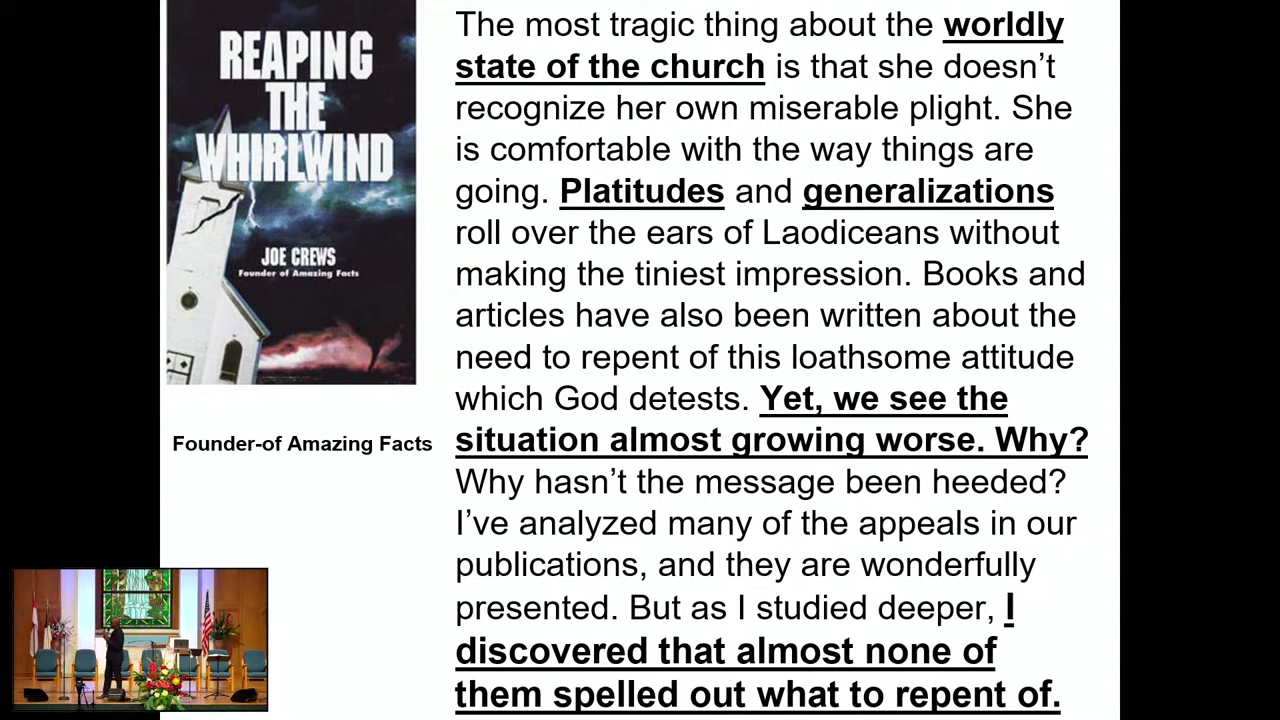 REAPING
THE
WHIRLWIND
JOE CREWS
Founder of Amazing Facts
Founder-of Amazing Facts
The most tragic thing about the worldly
state of the church is that she doesn’t
recognize her own miserable plight. She
is comfortable with the way things are
going. Platitudes and generalizations
roll over the ears of Laodiceans without
making the tiniest impression. Books and
articles have also been written about the
need to repent of this loathsome attitude
which God detests. Yet, we see the
situation almost growing worse. Why?
Why hasn’t the message been heeded?
I’ve analyzed many of the appeals in our
publications, and they are wonderfully
presented. But as I studied deeper, I
discovered that almost none of
them spelled out what to repent of.